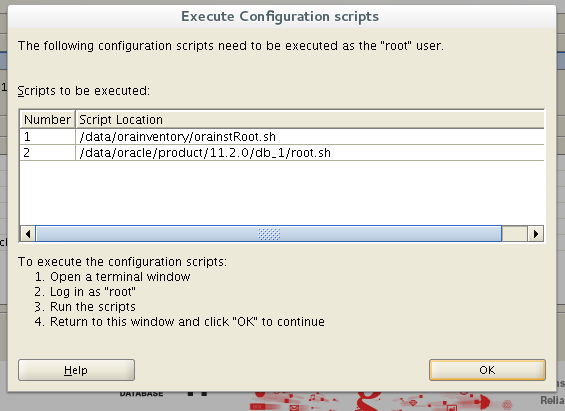 Execute Configuration scripts
The following configuration scripts need to be executed as the "root" user.
Scripts to be executed:
Number Script Location
1 /data/orainventory/orainstRoot.sh
2 /data/oracle/product/11.2.0/db_1/root.sh
To execute the configuration scripts:
1. Open a terminal window
2. Log in as "root"
3. Run the scripts
4. Return to this window and click "OK" to continue
Help
OK
DATABASE